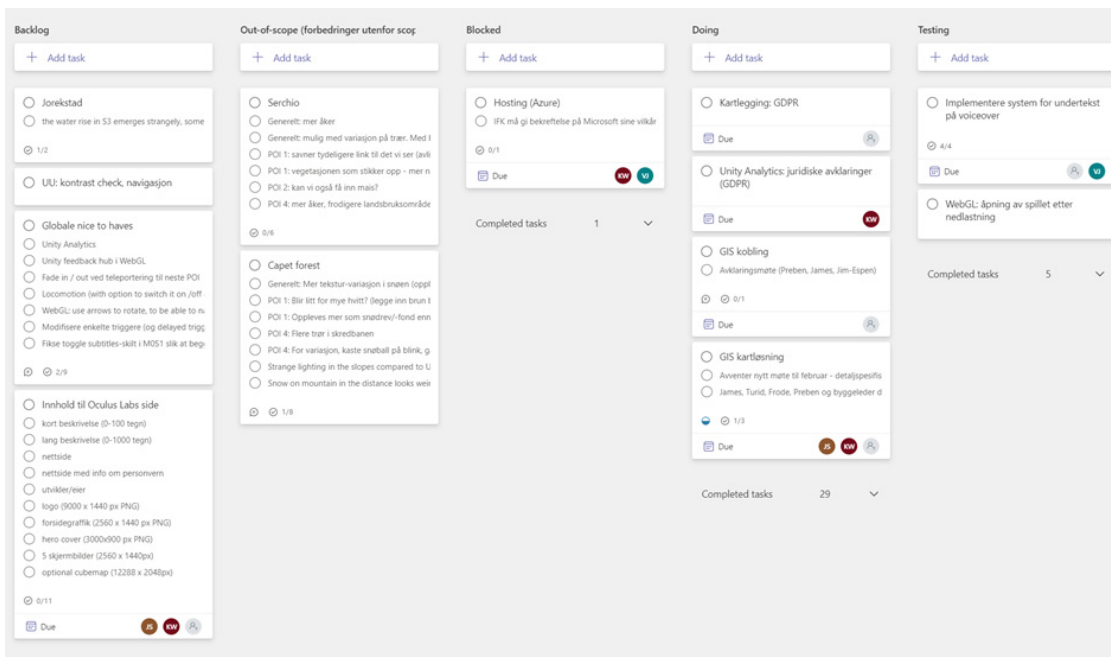 Backlog
Add task
Jorekstad
the water rise in S3 emerges strangely, some
1/2
UU: kontrast check, navigasjon
Globale nice to haves
Unity Analytics
Unity feedback hub i WebGL
Fade in / out ved teleportering til neste POI
Locomotion (with option to switch it on /off
WebGL: use arrows to rotate, to be able to na
Modifisere enkelte triggere (og delayed trigg
Fikse toggle subtitles-skilt i M0S1 slik at beg
2/9
Innhold til Oculus Labs side
kort beskrivelse (0-100 tegn)
lang beskrivelse (0-1000 tegn)
nettside
nettside med info om personvern
utvikler/eier
logo (9000 x 1440 px PNG)
forsidegraffik (2560 x 1440 px PNG)
hero cover (3000x900 px PNG)
5 skjermbilder (2560 x 1440px)
optional cubemap (12288 x 2048px)
0/11
Due
JS KW
Out-of-scope (forbedringer utenfor scop
Add task
Serchio
Generelt: mer åker
Generelt: mulig med variasjon på trær. Med
POI 1: savner tydeligere link til det vi ser (avli
POI 1: vegetasjonen som stikker opp - mer n
POI 2: kan vi også få inn mais?
POI 4: mer åker, frodigere landsbruksområde
0/6
Capet forest
Generelt: Mer tekstur-variasjon i snøen (oppl
POI 1: Blir litt for mye hvitt? (legge inn brun
POI 1: Oppleves mer som snødrev/-fond enn
POI 4: Flere trør i skredbanen
POI 4: For variasjon, kaste snøball på blink, g
Strange lighting in the slopes compared to U
Snow on mountain in the distance looks wei
1/8
Blocked
Add task
Hosting (Azure)
IFK må gi bekreftelse på Microsoft sine vilkår
0/1
Due
KW VJ
Completed tasks 1
Doing
Add task
Kartlegging: GDPR
Due
Unity Analytics: juridiske avklaringer
(GDPR)
Due
KW
GIS kobling
Avklaringsmøte (Preben, James, Jim-Espen)
0/1
Due
GIS kartløsning
Avventer nytt møte til februar - detaljspesifis
James, Turid, Frode, Preben og byggeleder d
1/3
Due
JS KW
Completed tasks 29
Testing
Add task
Implementere system for undertekst
på voiceover
4/4
Due
VJ
WebGL: åpning av spillet etter
nedlastning
Completed tasks 5